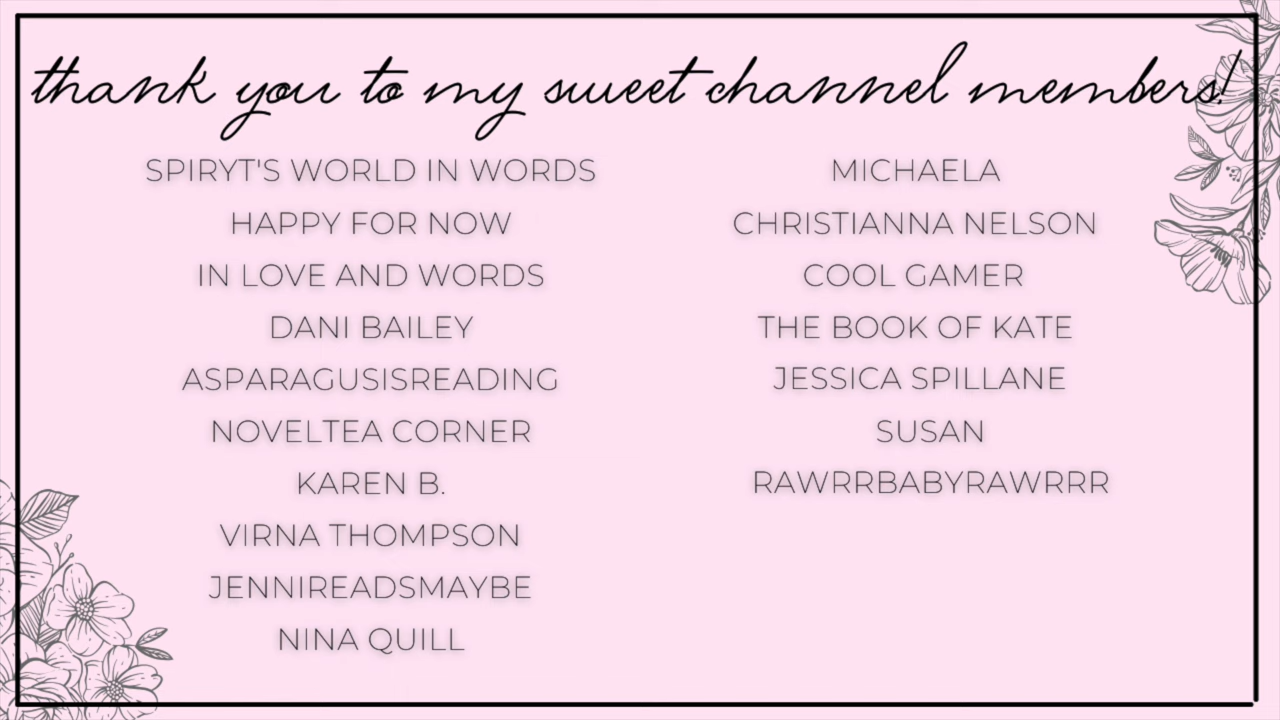 thank you to my sweet channel members!
SPIRYT'S WORLD IN WORDS
HAPPY FOR NOW
IN LOVE AND WORDS
DANI BAILEY
ASPARAGUSISREADING
NOVELTEA CORNER
KAREN B.
VIRNA THOMPSON
JENNIREADSMAYBE
NINA QUILL
MICHAELA
CHRISTIANNA NELSON
COOL GAMER
THE BOOK OF KATE
JESSICA SPILLANE
SUSAN
RAWRRBABYRAWRRR